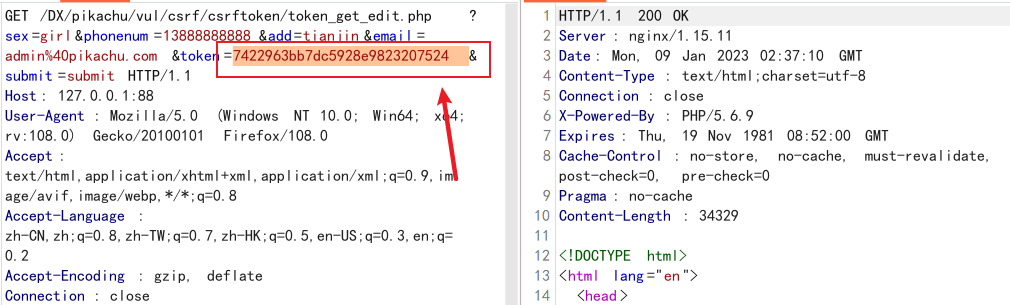 GET /DX/pikachu/vul/csrf/csrftoken/token_get_edit.php ?
sex=girl&phonenum=13888888888&add=tianjin&email=
admin%40pikachu.com &token=7422963bb7dc5928e9823207524 &
submit=submit HTTP/1.1
Host : 127.0.0.1:88
User-Agent : Mozilla/5.0 (Windows NT 10.0; Win64; x64;
rv:108.0) Gecko/20100101 Firefox/108.0
Accept :
text/html,application/xhtml+xml,application/xml;q=0.9,im
age/avif,image/webp,*/*;q=0.8
Accept-Language :
zh-CN,zh;q=0.8,zh-TW;q=0.7,zh-HK;q=0.5,en-US;q=0.3,en;q=
0.2
Accept-Encoding : gzip, deflate
Connection : close
1 HTTP/1.1 200 OK
2 Server : nginx/1.15.11
3 Date : Mon, 09 Jan 2023 02:37:10 GMT
4 Content-Type : text/html;charset=utf-8
5 Connection : close
6 X-Powered-By : PHP/5.6.9
7 Expires : Thu, 19 Nov 1981 08:52:00 GMT
8 Cache-Control : no-store, no-cache, must-revalidate,
post-check=0, pre-check=0
9 Pragma : no-cache
10 Content-Length : 34329
11
12 <!DOCTYPE html>
13 <html lang="en">
14 <head>